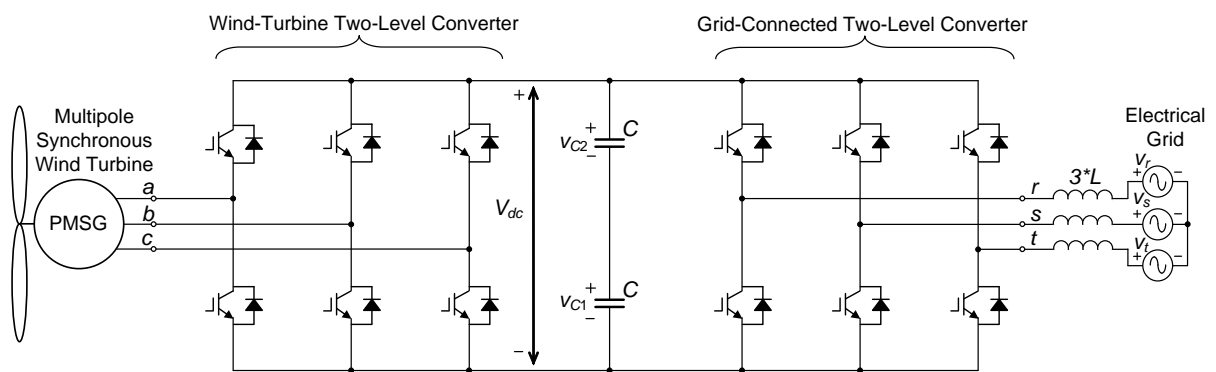 Wind-Turbine Two-Level Converter
Grid-Connected Two-Level Converter
Multipole
Synchronous
Wind Turbine
PMSG
a
b
c
+
V_dc
−
+
v_C2
−
C
+
v_C1
−
C
Electrical
Grid
r
3*L
+ v_r −
s
+ v_s −
t
+ v_t −